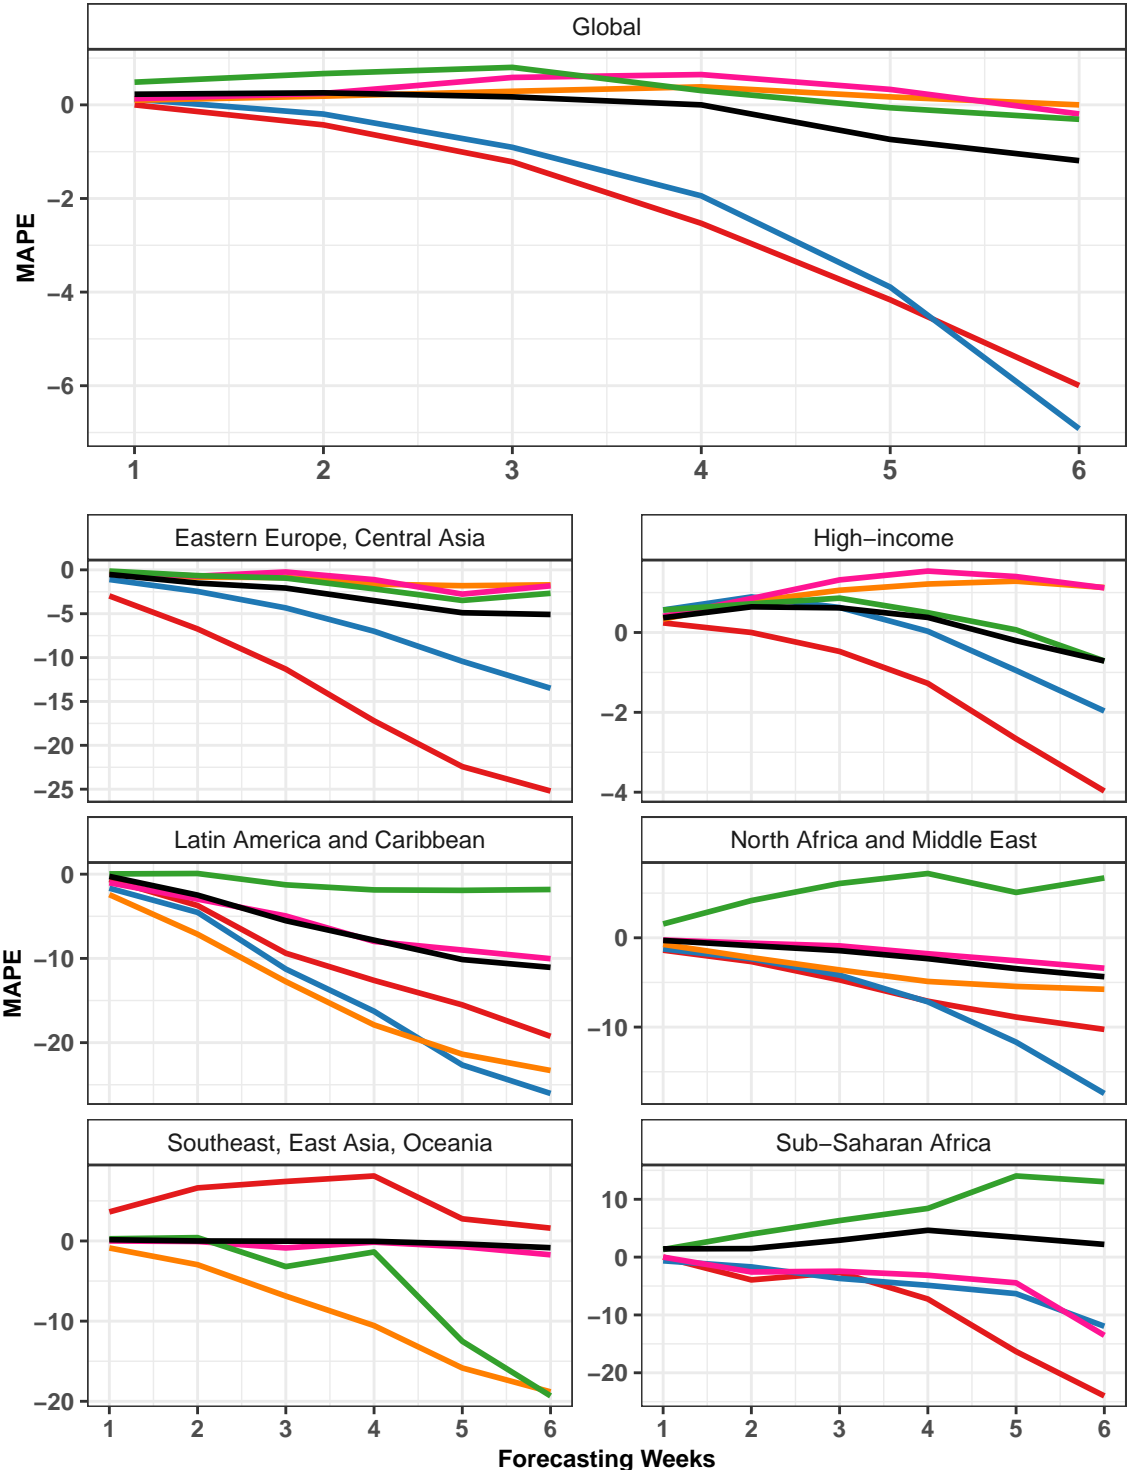 Global
MAPE
0
−2
−4
−6
1 2 3 4 5 6
Eastern Europe, Central Asia
0
−5
−10
−15
−20
−25
High−income
0
−2
−4
Latin America and Caribbean
MAPE
0
−10
−20
North Africa and Middle East
0
−10
Southeast, East Asia, Oceania
0
−10
−20
1 2 3 4 5 6
Sub−Saharan Africa
10
0
−10
−20
1 2 3 4 5 6
Forecasting Weeks